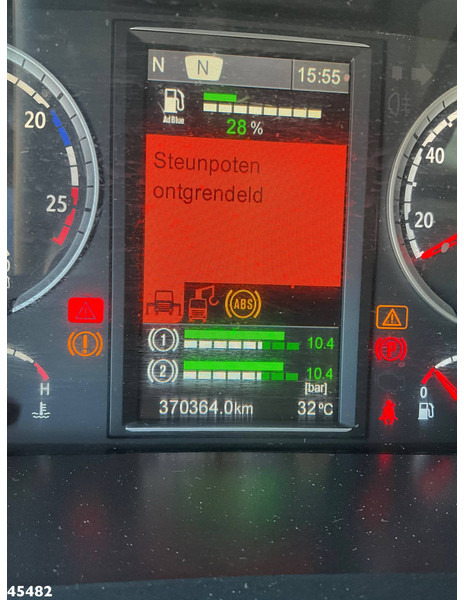 N N 15:55
20
AdBlue
28 %
40
Steunpoten
ontgrendeld
25
20
ABS
1 10.4
2 10.4
[bar]
P
H
0
370364.0km 32°C
45482